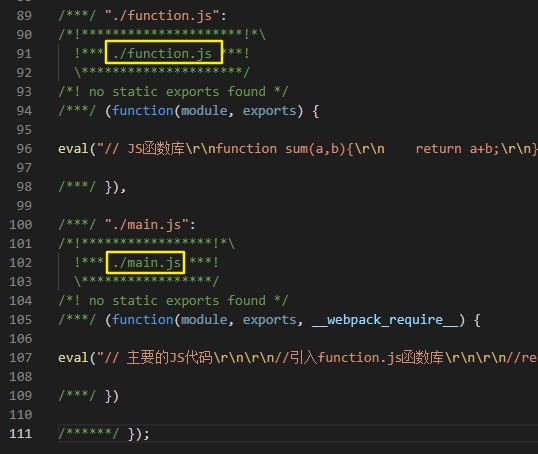 89 /***/ "./function.js":
90 /*!*********************!*\
91   !*** ./function.js ***!
92   \*********************/
93 /*! no static exports found */
94 /***/ (function(module, exports) {
95
96 eval("// JS函数库\r\nfunction sum(a,b){\r\n    return a+b;\r\n}
97
98 /***/ }),
99
100 /***/ "./main.js":
101 /*!*****************!*\
102   !*** ./main.js ***!
103   \*****************/
104 /*! no static exports found */
105 /***/ (function(module, exports, __webpack_require__) {
106
107 eval("// 主要的JS代码\r\n\r\n//引入function.js函数库\r\n\r\n//re
108
109 /***/ })
110
111 /******/ });